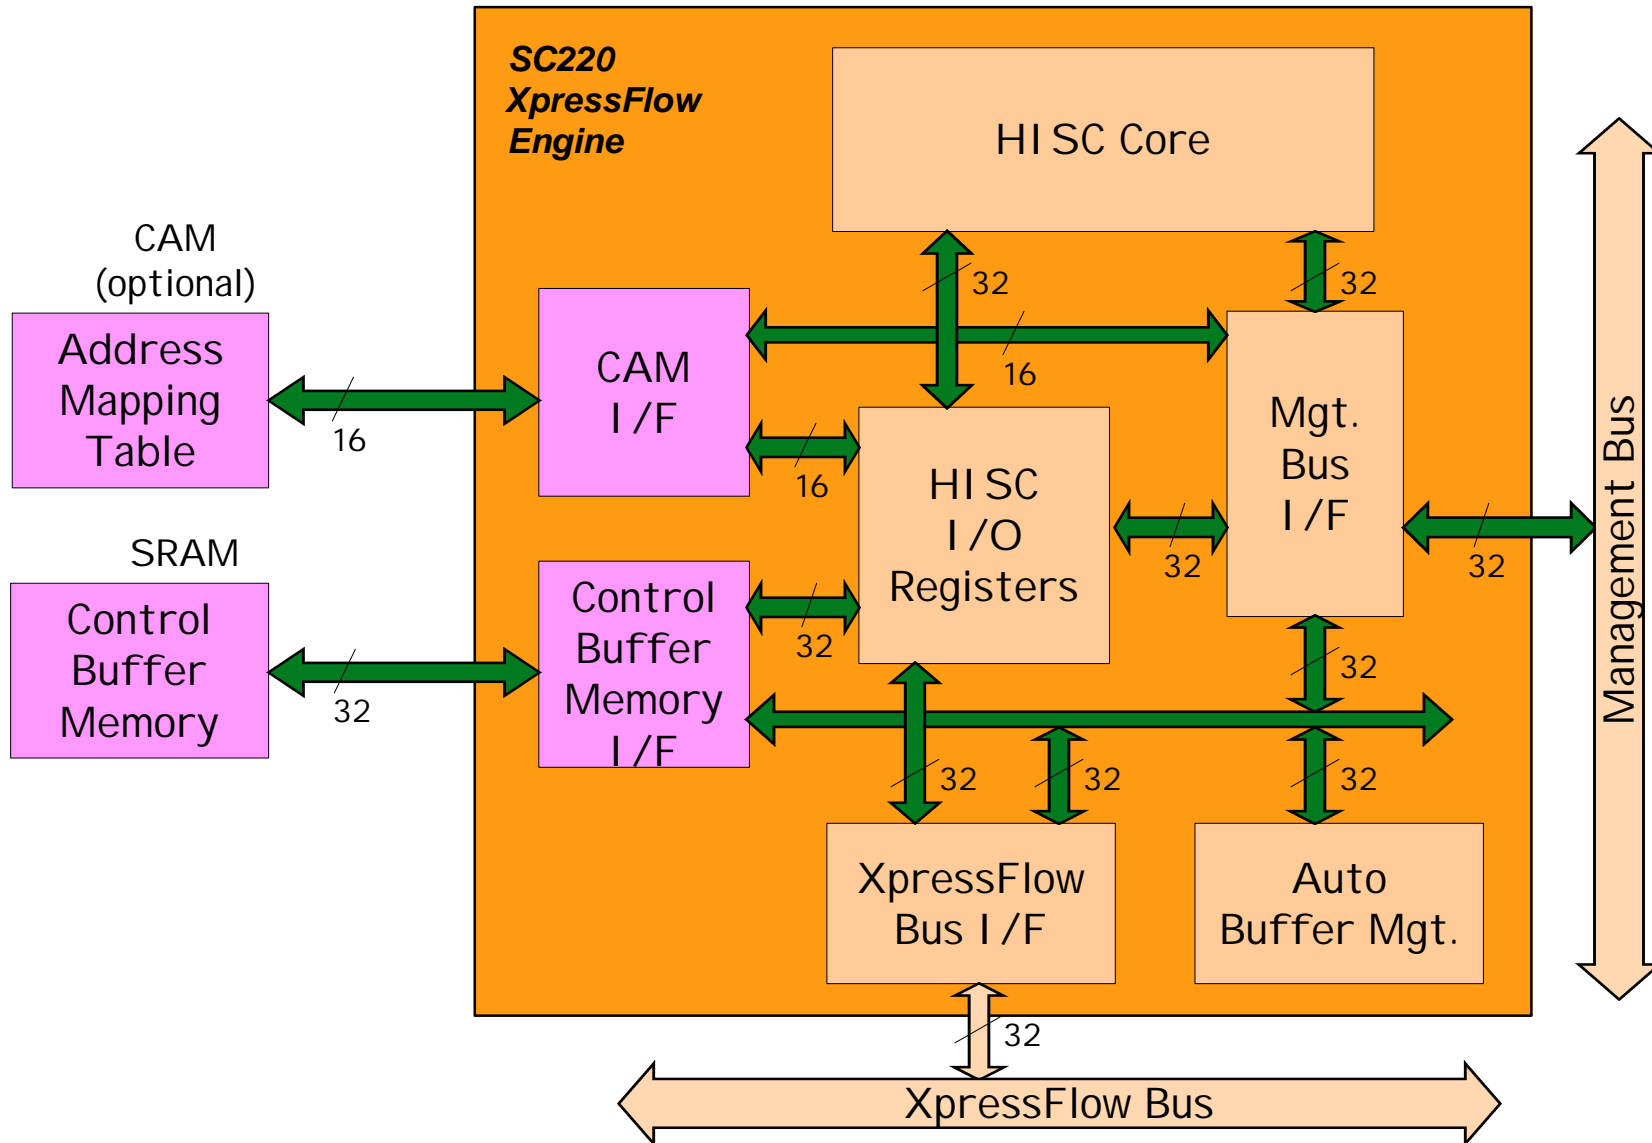 SC220
XpressFlow
Engine
HISC Core
32
32
CAM
(optional)
Address
Mapping
Table
16
CAM
I/F
16
16
HISC
I/O
Registers
Mgt.
Bus
I/F
32
32
Management Bus
SRAM
Control
Buffer
Memory
32
Control
Buffer
Memory
I/F
32
32
32
32
32
XpressFlow
Bus I/F
Auto
Buffer Mgt.
32
XpressFlow Bus